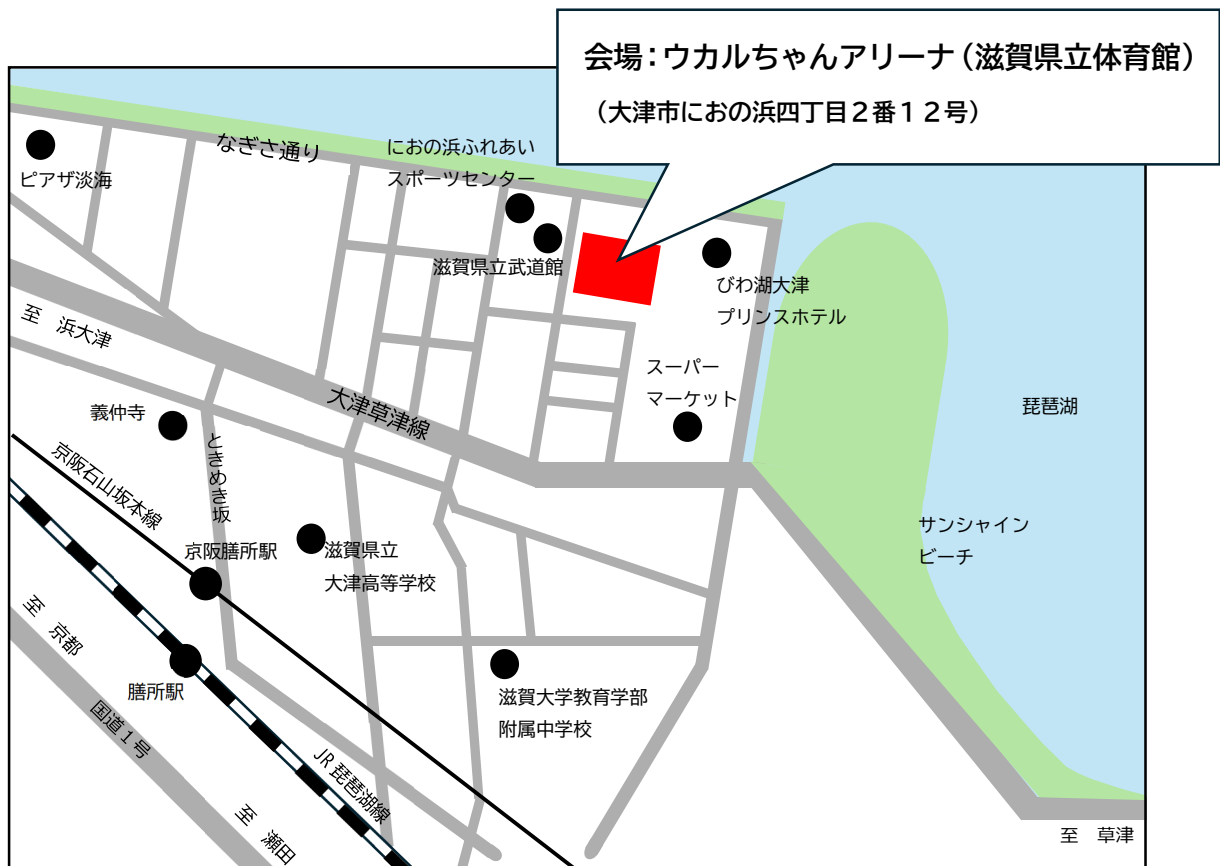 会場：ウカルちゃんアリーナ（滋賀県立体育館）
（大津市におの浜四丁目２番１２号）
なぎさ通り
におの浜ふれあい
スポーツセンター
ピアザ淡海
滋賀県立武道館
びわ湖大津
プリンスホテル
至　浜大津
スーパー
マーケット
大津草津線
義仲寺
琵琶湖
ときめき坂
京阪石山坂本線
サンシャイン
ビーチ
京阪膳所駅
滋賀県立
大津高等学校
至　京都
膳所駅
滋賀大学教育学部
附属中学校
国道１号
JR琵琶湖線
至　瀬田
至　草津